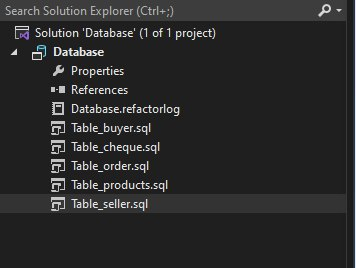 Search Solution Explorer (Ctrl+;)
Solution 'Database' (1 of 1 project)
Database
Properties
References
Database.refactorlog
Table_buyer.sql
Table_cheque.sql
Table_order.sql
Table_products.sql
Table_seller.sql